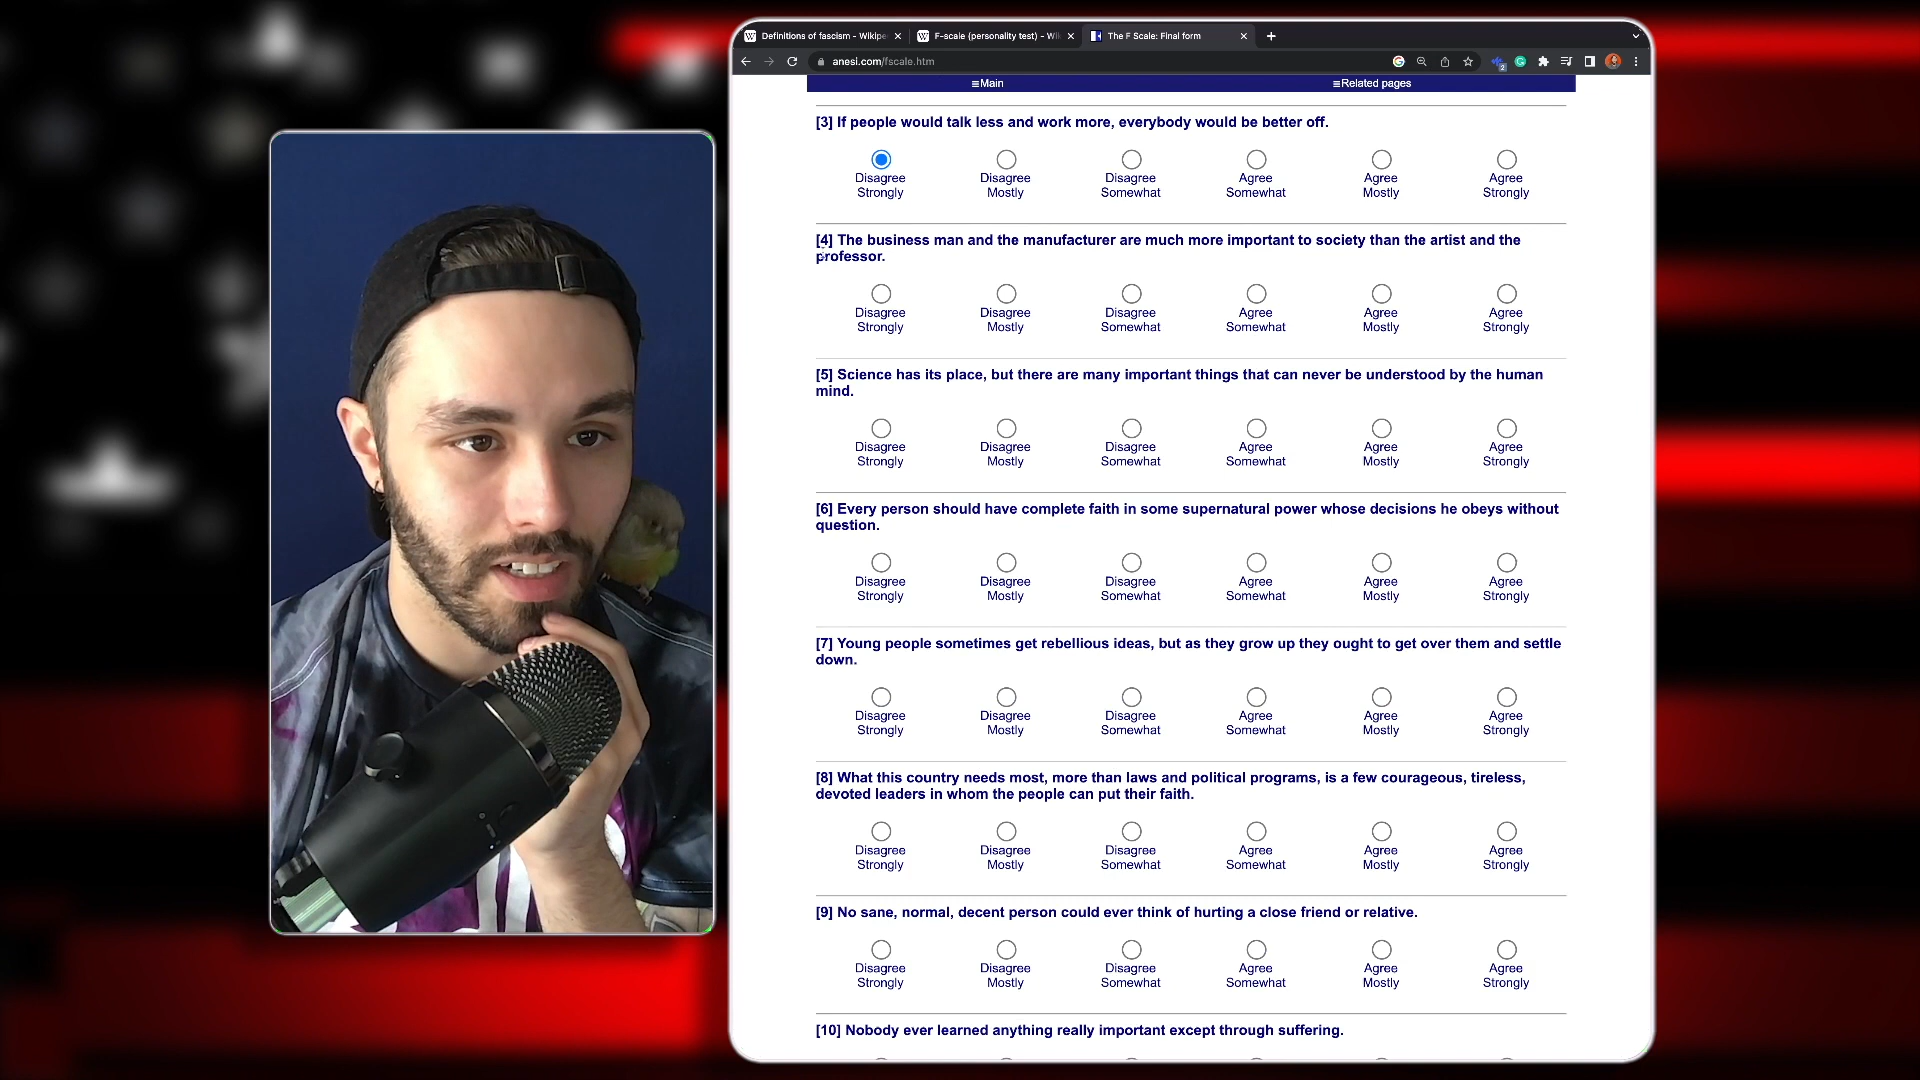 Definitions of fascism - Wikipe
F-scale (personality test) - Wi
The F Scale: Final form
anesi.com/fscale.htm
2
≡Main
≡Related pages
[3] If people would talk less and work more, everybody would be better off.
Disagree Strongly
Disagree Mostly
Disagree Somewhat
Agree Somewhat
Agree Mostly
Agree Strongly
[4] The business man and the manufacturer are much more important to society than the artist and the
professor.
Disagree Strongly
Disagree Mostly
Disagree Somewhat
Agree Somewhat
Agree Mostly
Agree Strongly
[5] Science has its place, but there are many important things that can never be understood by the human
mind.
Disagree Strongly
Disagree Mostly
Disagree Somewhat
Agree Somewhat
Agree Mostly
Agree Strongly
[6] Every person should have complete faith in some supernatural power whose decisions he obeys without
question.
Disagree Strongly
Disagree Mostly
Disagree Somewhat
Agree Somewhat
Agree Mostly
Agree Strongly
[7] Young people sometimes get rebellious ideas, but as they grow up they ought to get over them and settle
down.
Disagree Strongly
Disagree Mostly
Disagree Somewhat
Agree Somewhat
Agree Mostly
Agree Strongly
[8] What this country needs most, more than laws and political programs, is a few courageous, tireless,
devoted leaders in whom the people can put their faith.
Disagree Strongly
Disagree Mostly
Disagree Somewhat
Agree Somewhat
Agree Mostly
Agree Strongly
[9] No sane, normal, decent person could ever think of hurting a close friend or relative.
Disagree Strongly
Disagree Mostly
Disagree Somewhat
Agree Somewhat
Agree Mostly
Agree Strongly
[10] Nobody ever learned anything really important except through suffering.